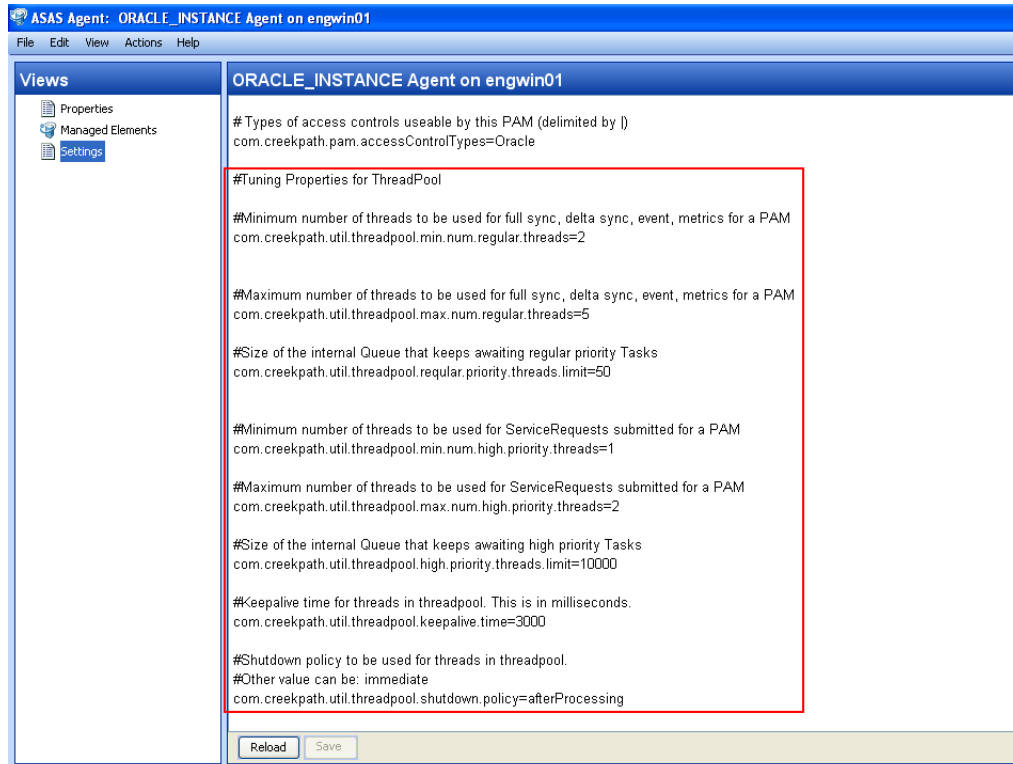 ASAS Agent: ORACLE_INSTANCE Agent on engwin01
File Edit View Actions Help
Views
Properties
Managed Elements
Settings
ORACLE_INSTANCE Agent on engwin01
# Types of access controls useable by this PAM (delimited by |)
com.creekpath.pam.accessControlTypes=Oracle
#Tuning Properties for ThreadPool
#Minimum number of threads to be used for full sync, delta sync, event, metrics for a PAM
com.creekpath.util.threadpool.min.num.regular.threads=2
#Maximum number of threads to be used for full sync, delta sync, event, metrics for a PAM
com.creekpath.util.threadpool.max.num.regular.threads=5
#Size of the internal Queue that keeps awaiting regular priority Tasks
com.creekpath.util.threadpool.reqular.priority.threads.limit=50
#Minimum number of threads to be used for ServiceRequests submitted for a PAM
com.creekpath.util.threadpool.min.num.high.priority.threads=1
#Maximum number of threads to be used for ServiceRequests submitted for a PAM
com.creekpath.util.threadpool.max.num.high.priority.threads=2
#Size of the internal Queue that keeps awaiting high priority Tasks
com.creekpath.util.threadpool.high.priority.threads.limit=10000
#Keepalive time for threads in threadpool. This is in milliseconds.
com.creekpath.util.threadpool.keepalive.time=3000
#Shutdown policy to be used for threads in threadpool.
#Other value can be: immediate
com.creekpath.util.threadpool.shutdown.policy=afterProcessing
Reload Save